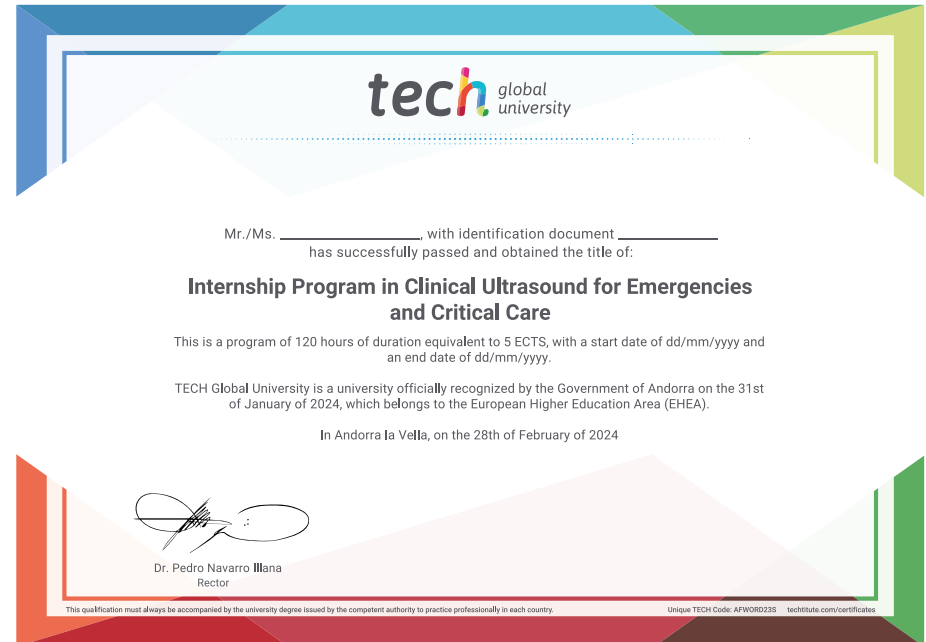 tech global university
Mr./Ms. ____________, with identification document ____________
has successfully passed and obtained the title of:
Internship Program in Clinical Ultrasound for Emergencies
and Critical Care
This is a program of 120 hours of duration equivalent to 5 ECTS, with a start date of dd/mm/yyyy and
an end date of dd/mm/yyyy.
TECH Global University is a university officially recognized by the Government of Andorra on the 31st
of January of 2024, which belongs to the European Higher Education Area (EHEA).
In Andorra la Vella, on the 28th of February of 2024
Dr. Pedro Navarro Illana
Rector
This qualification must always be accompanied by the university degree issued by the competent authority to practice professionally in each country.
Unique TECH Code: AFWORD23S techtitute.com/certificates